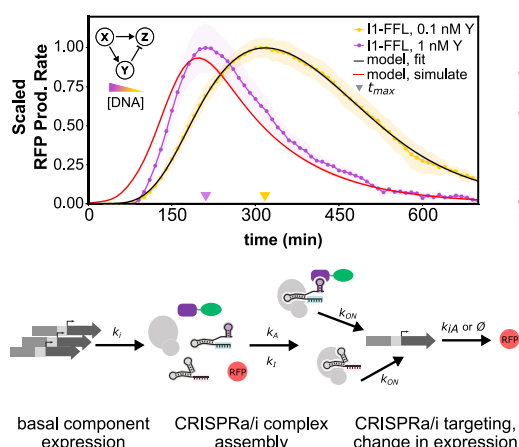 X Z
Y
[DNA]
I1-FFL, 0.1 nM Y
I1-FFL, 1 nM Y
model, fit
model, simulate
t_max
Scaled
RFP Prod. Rate
1.00
0.75
0.50
0.25
0.00
0 150 300 450 600
time (min)
k_i
k_A
k_I
RFP
k_ON
k_ON
k_iA or Ø
RFP
basal component
expression
CRISPRa/i complex
assembly
CRISPRa/i targeting,
change in expression